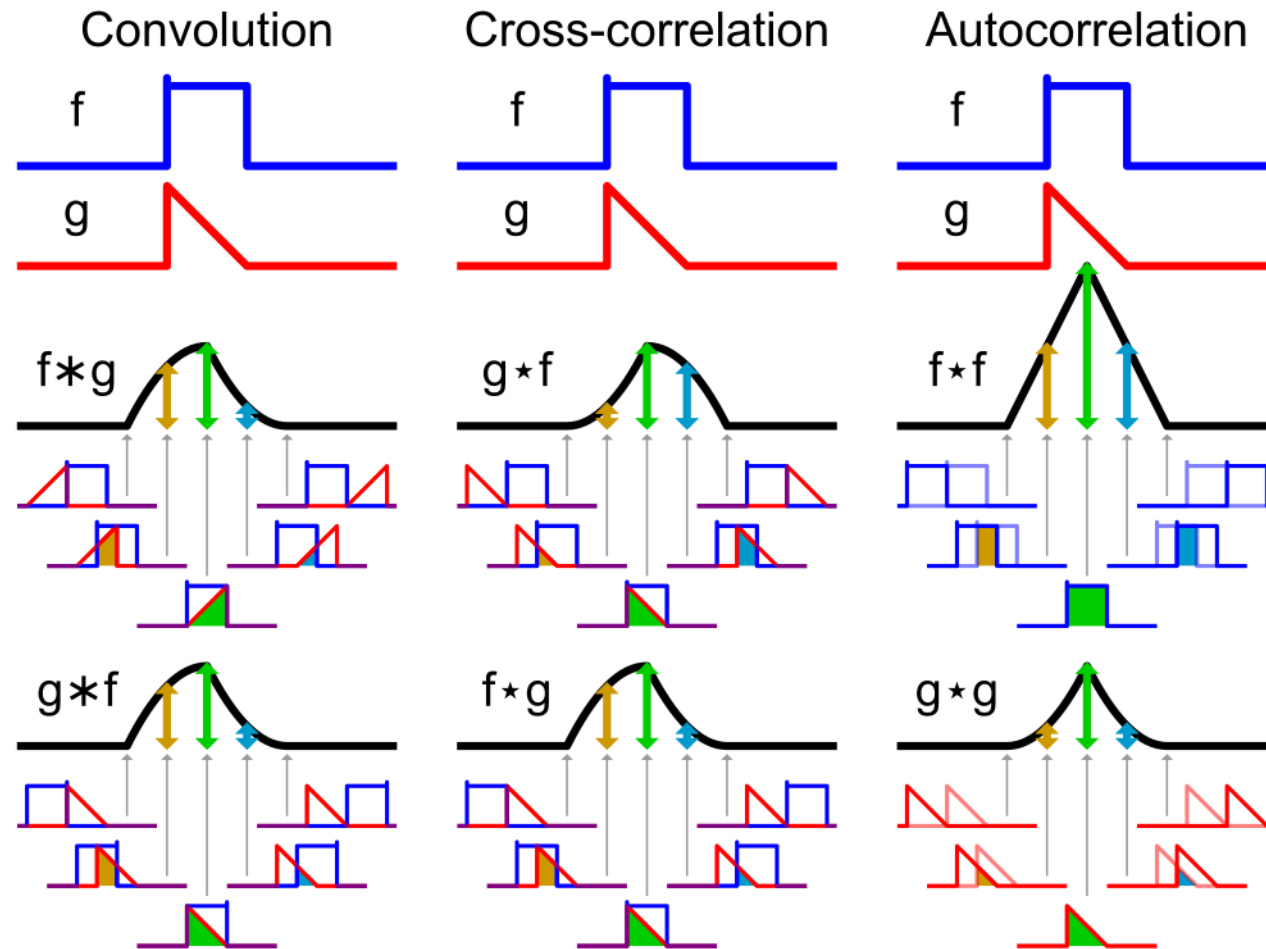 Convolution Cross-correlation Autocorrelation
f f f
g g g
f∗g g⋆f f⋆f
g∗f f⋆g g⋆g